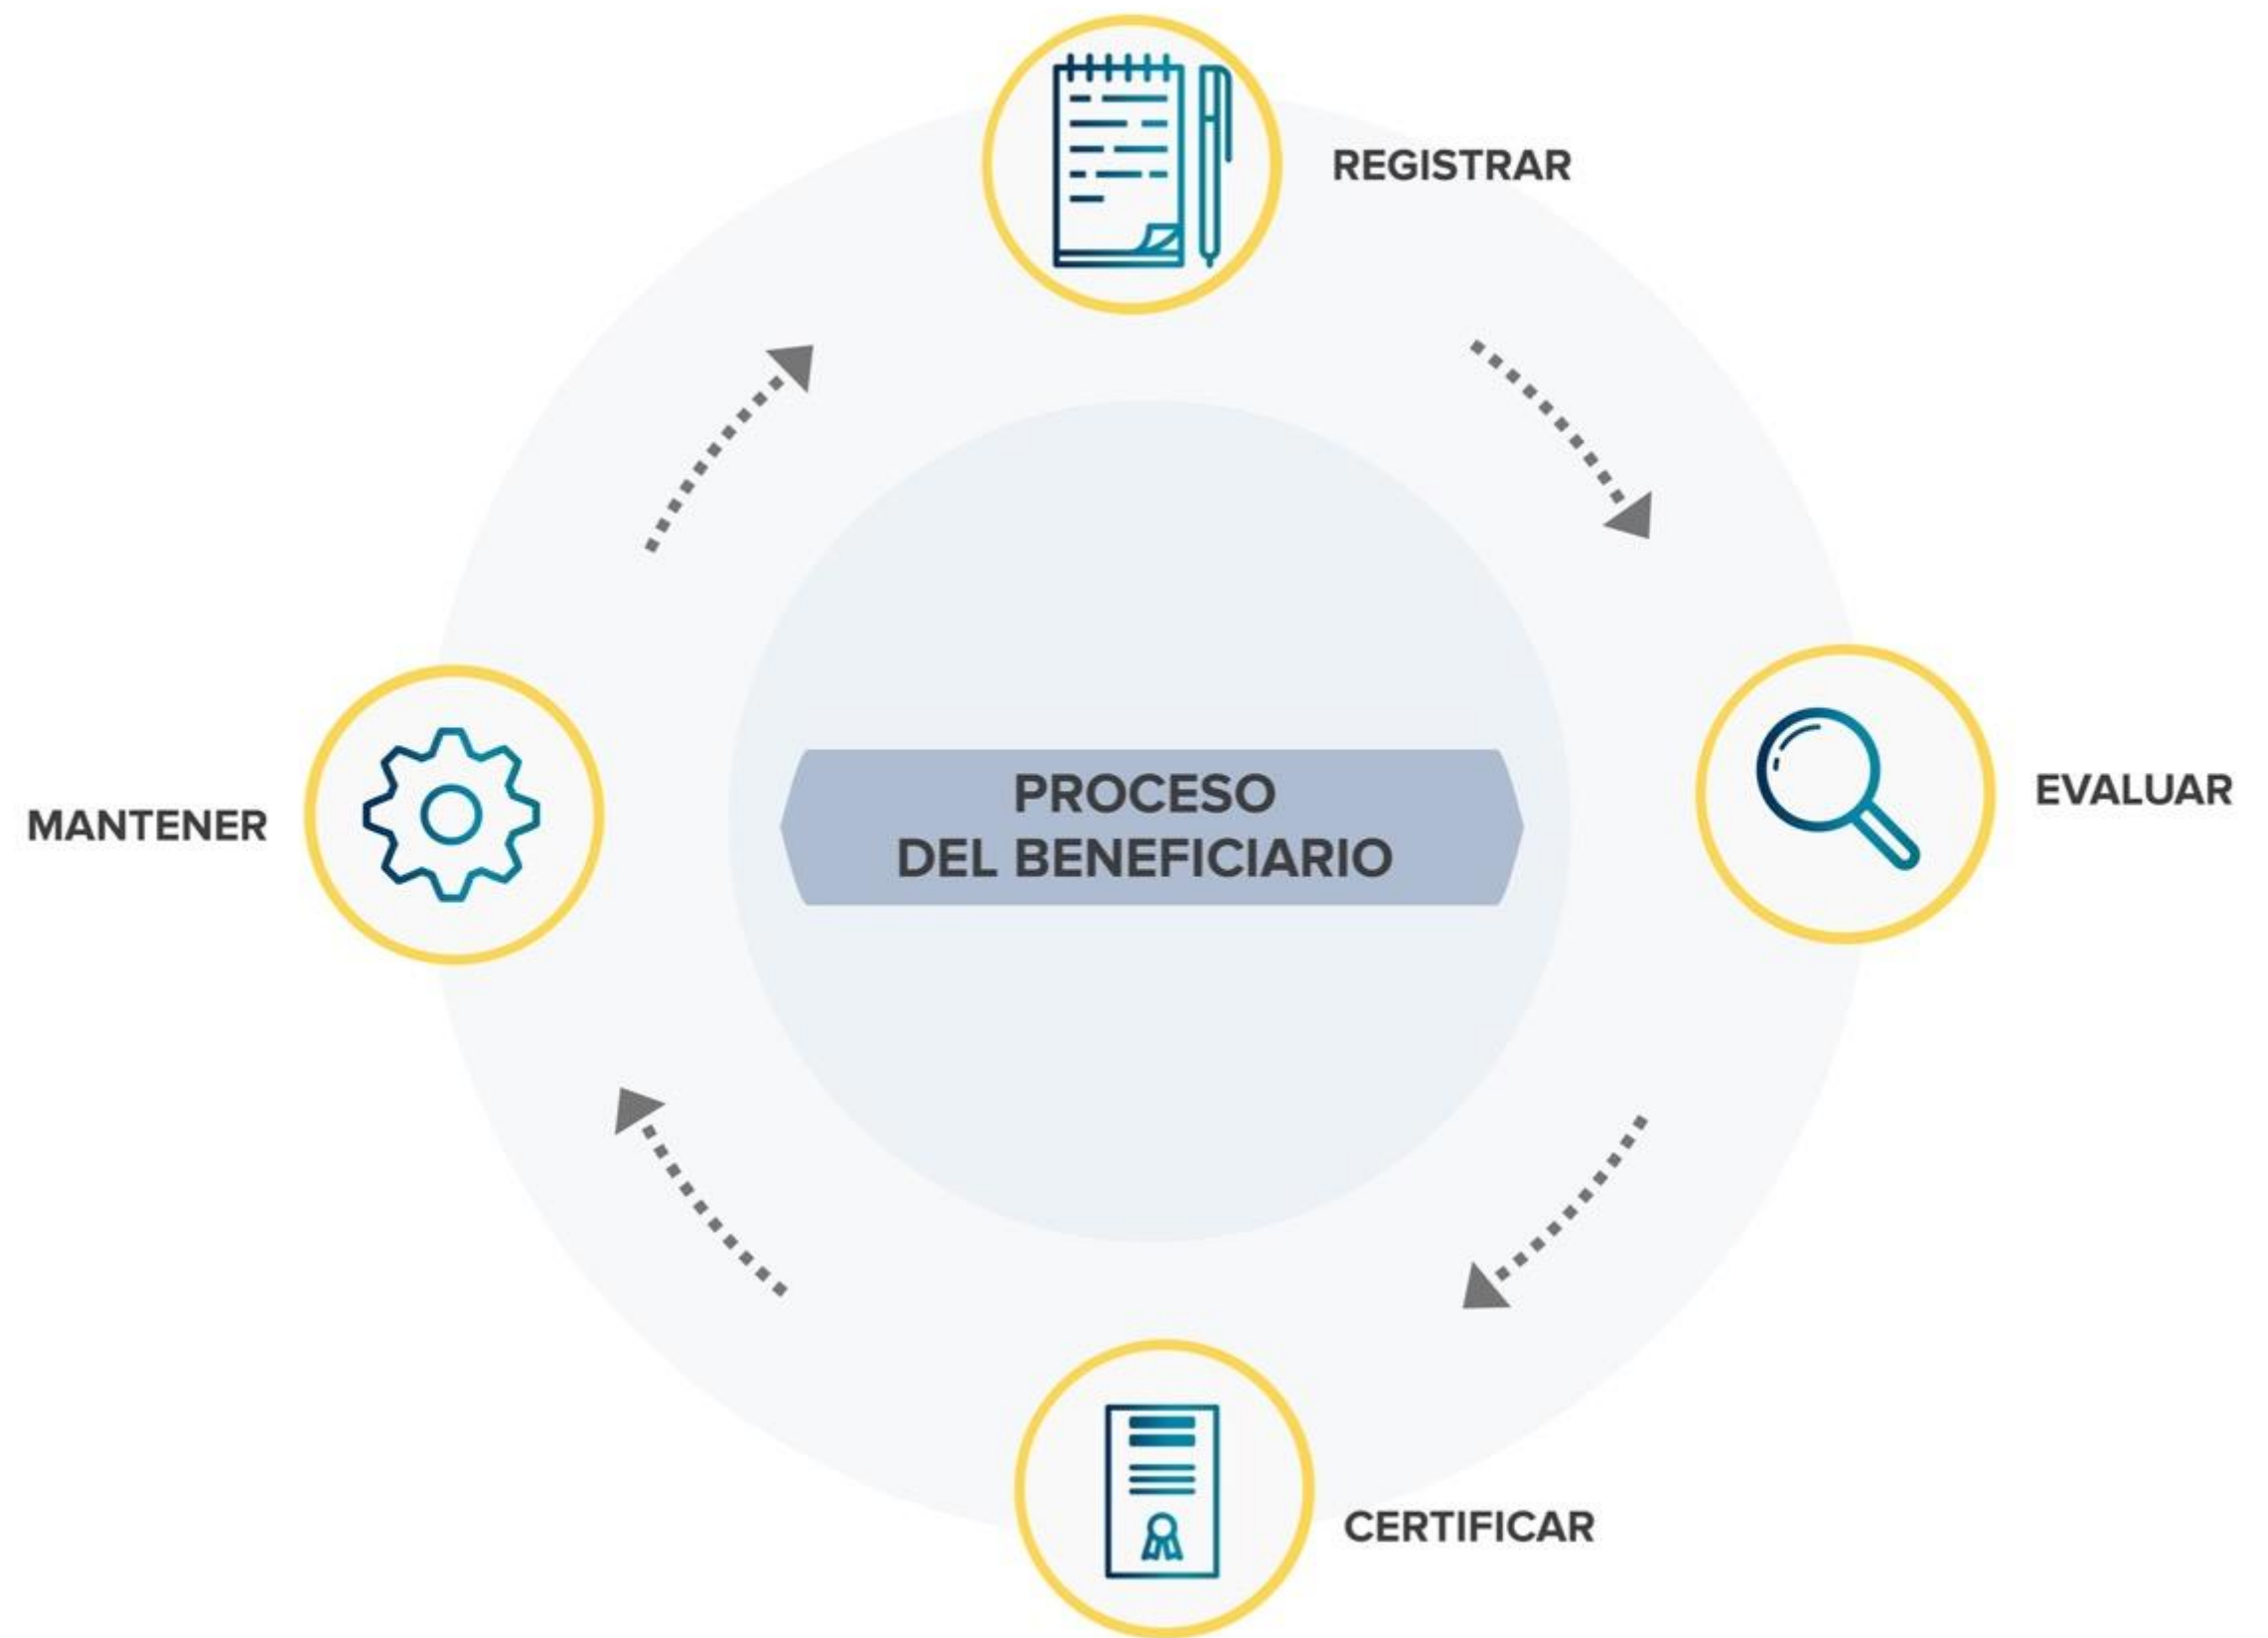 REGISTRAR
EVALUAR
PROCESO
DEL BENEFICIARIO
MANTENER
CERTIFICAR